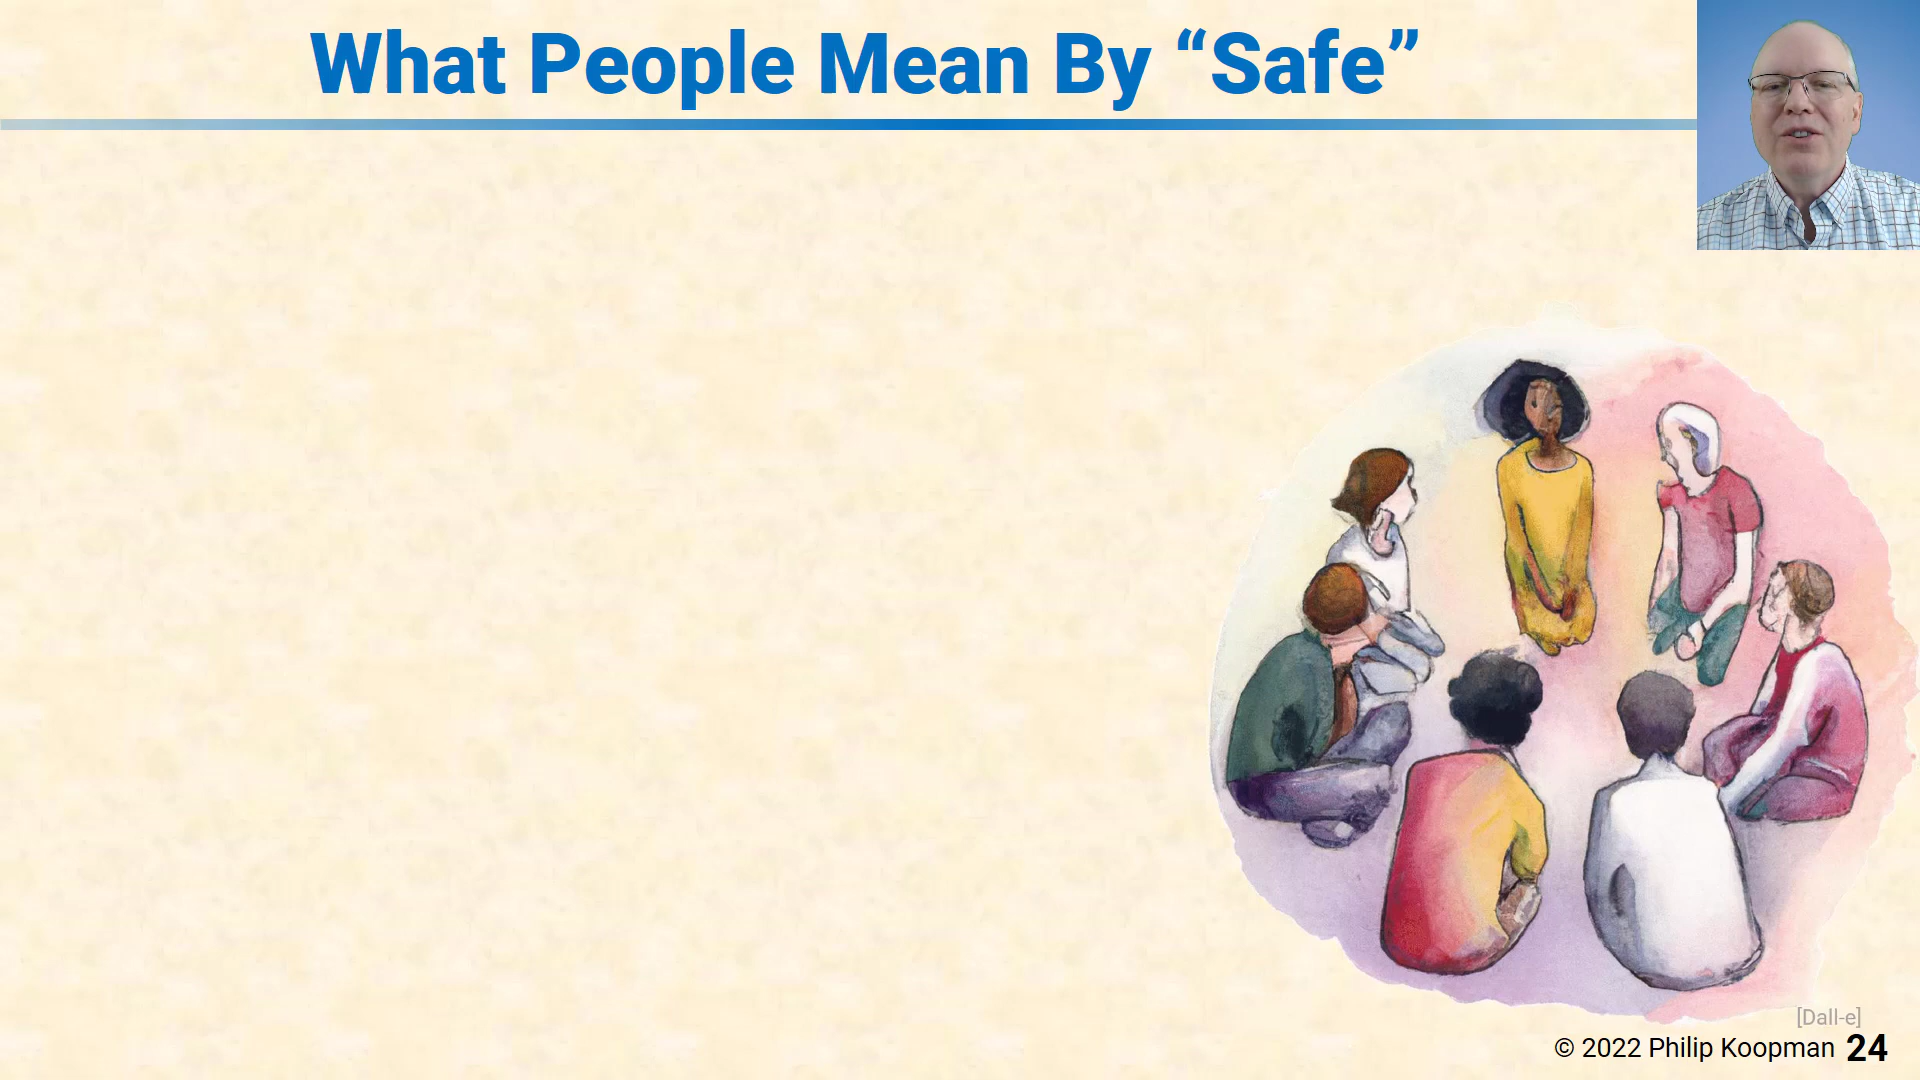 What People Mean By “Safe”
[Dall-e]
© 2022 Philip Koopman 24